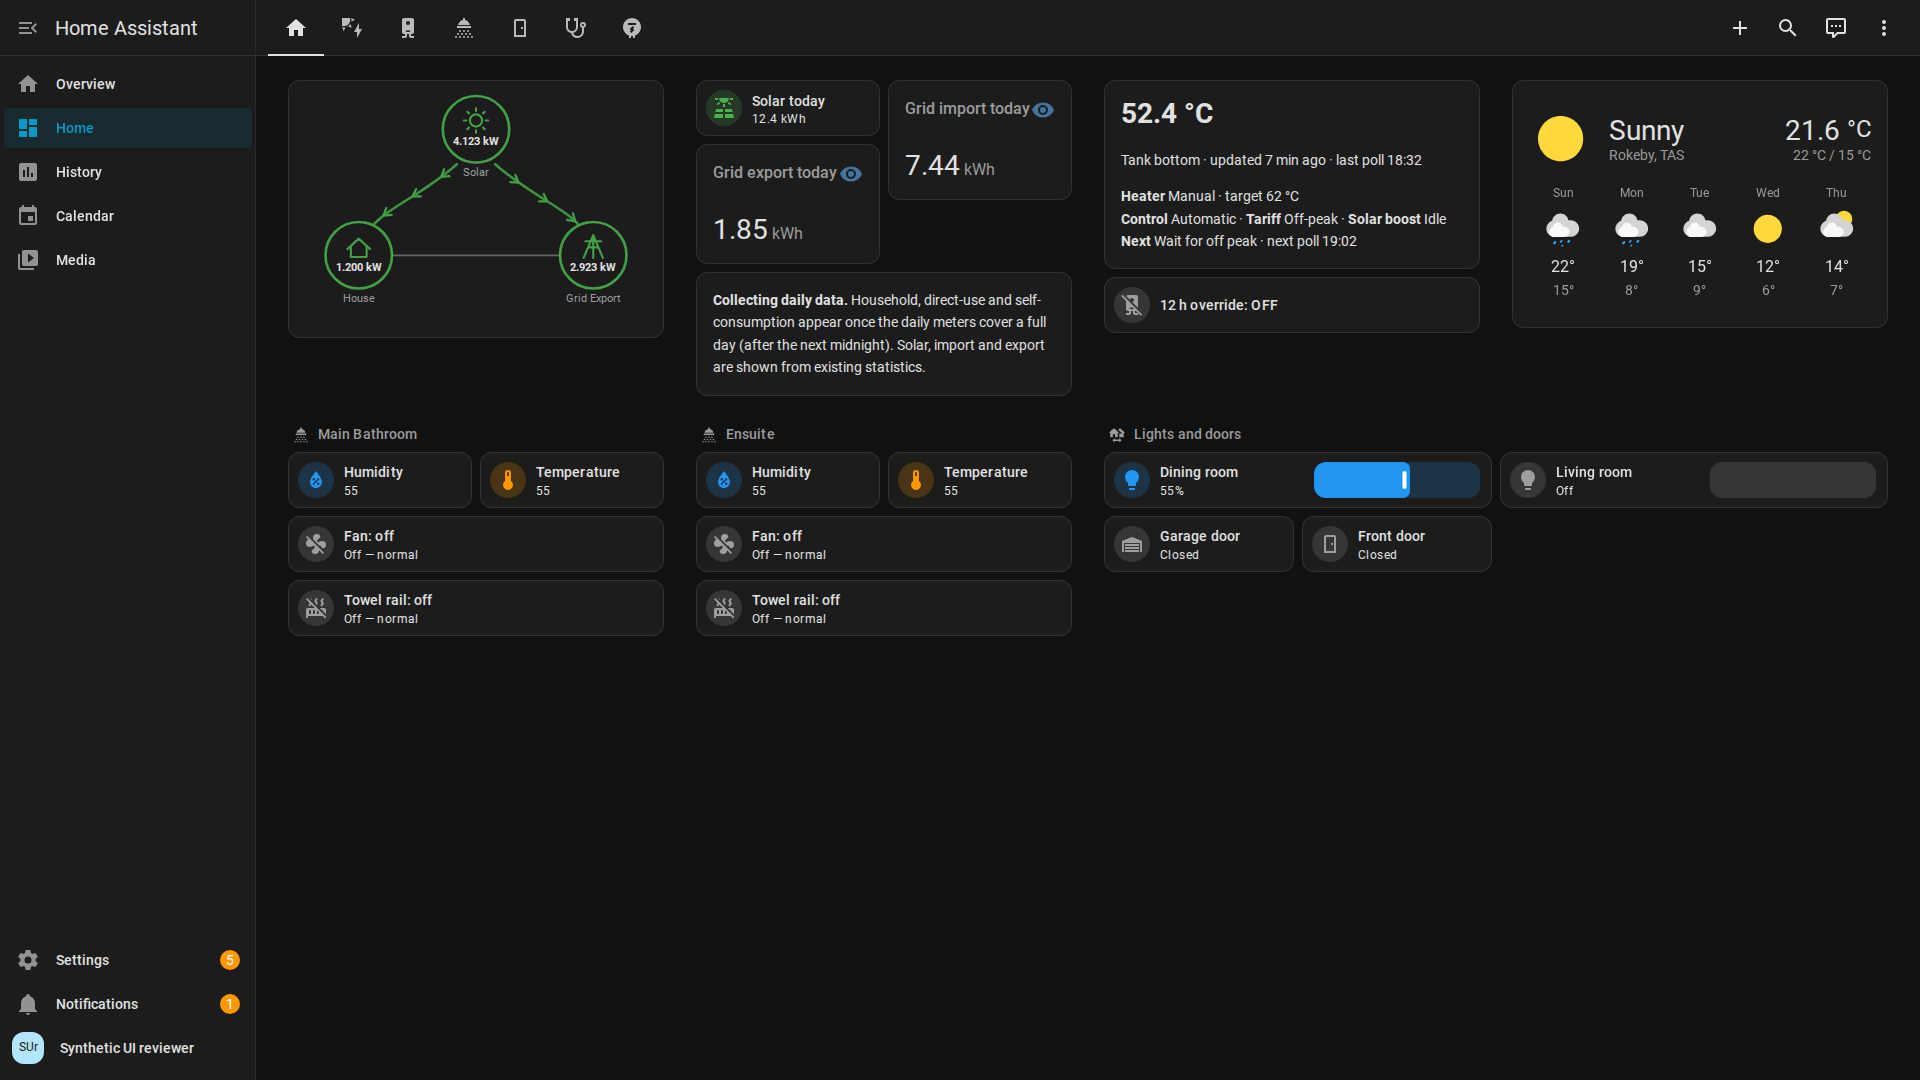 Home Assistant
Overview
Home
History
Calendar
Media
Settings 5
Notifications 1
SUr Synthetic UI reviewer
4.123 kW
Solar
1.200 kW
House
2.923 kW
Grid Export
Solar today
12.4 kWh
Grid import today
7.44 kWh
Grid export today
1.85 kWh
Collecting daily data. Household, direct-use and self-
consumption appear once the daily meters cover a full
day (after the next midnight). Solar, import and export
are shown from existing statistics.
52.4 °C
Tank bottom · updated 7 min ago · last poll 18:32
Heater Manual · target 62 °C
Control Automatic · Tariff Off-peak · Solar boost Idle
Next Wait for off peak · next poll 19:02
12 h override: OFF
Sunny
Rokeby, TAS
21.6 °C
22 °C / 15 °C
Sun Mon Tue Wed Thu
22° 19° 15° 12° 14°
15° 8° 9° 6° 7°
Main Bathroom
Humidity
55
Temperature
55
Fan: off
Off – normal
Towel rail: off
Off – normal
Ensuite
Humidity
55
Temperature
55
Fan: off
Off – normal
Towel rail: off
Off – normal
Lights and doors
Dining room
55%
Living room
Off
Garage door
Closed
Front door
Closed